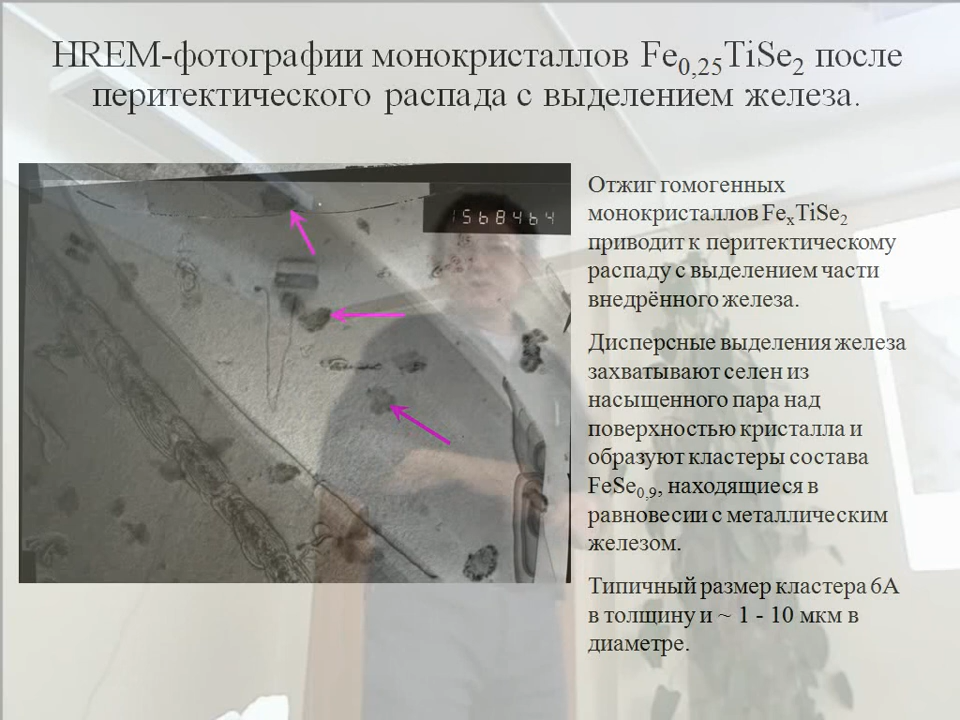 HREM-фотографии монокристаллов Fe0,25TiSe2 после
перитектического распада с выделением железа.
1568464
Отжиг гомогенных
монокристаллов FexTiSe2
приводит к перитектическому
распаду с выделением части
внедрённого железа.
Дисперсные выделения железа
захватывают селен из
насыщенного пара над
поверхностью кристалла и
образуют кластеры состава
FeSe0,9, находящиеся в
равновесии с металлическим
железом.
Типичный размер кластера 6А
в толщину и ~ 1 - 10 мкм в
диаметре.